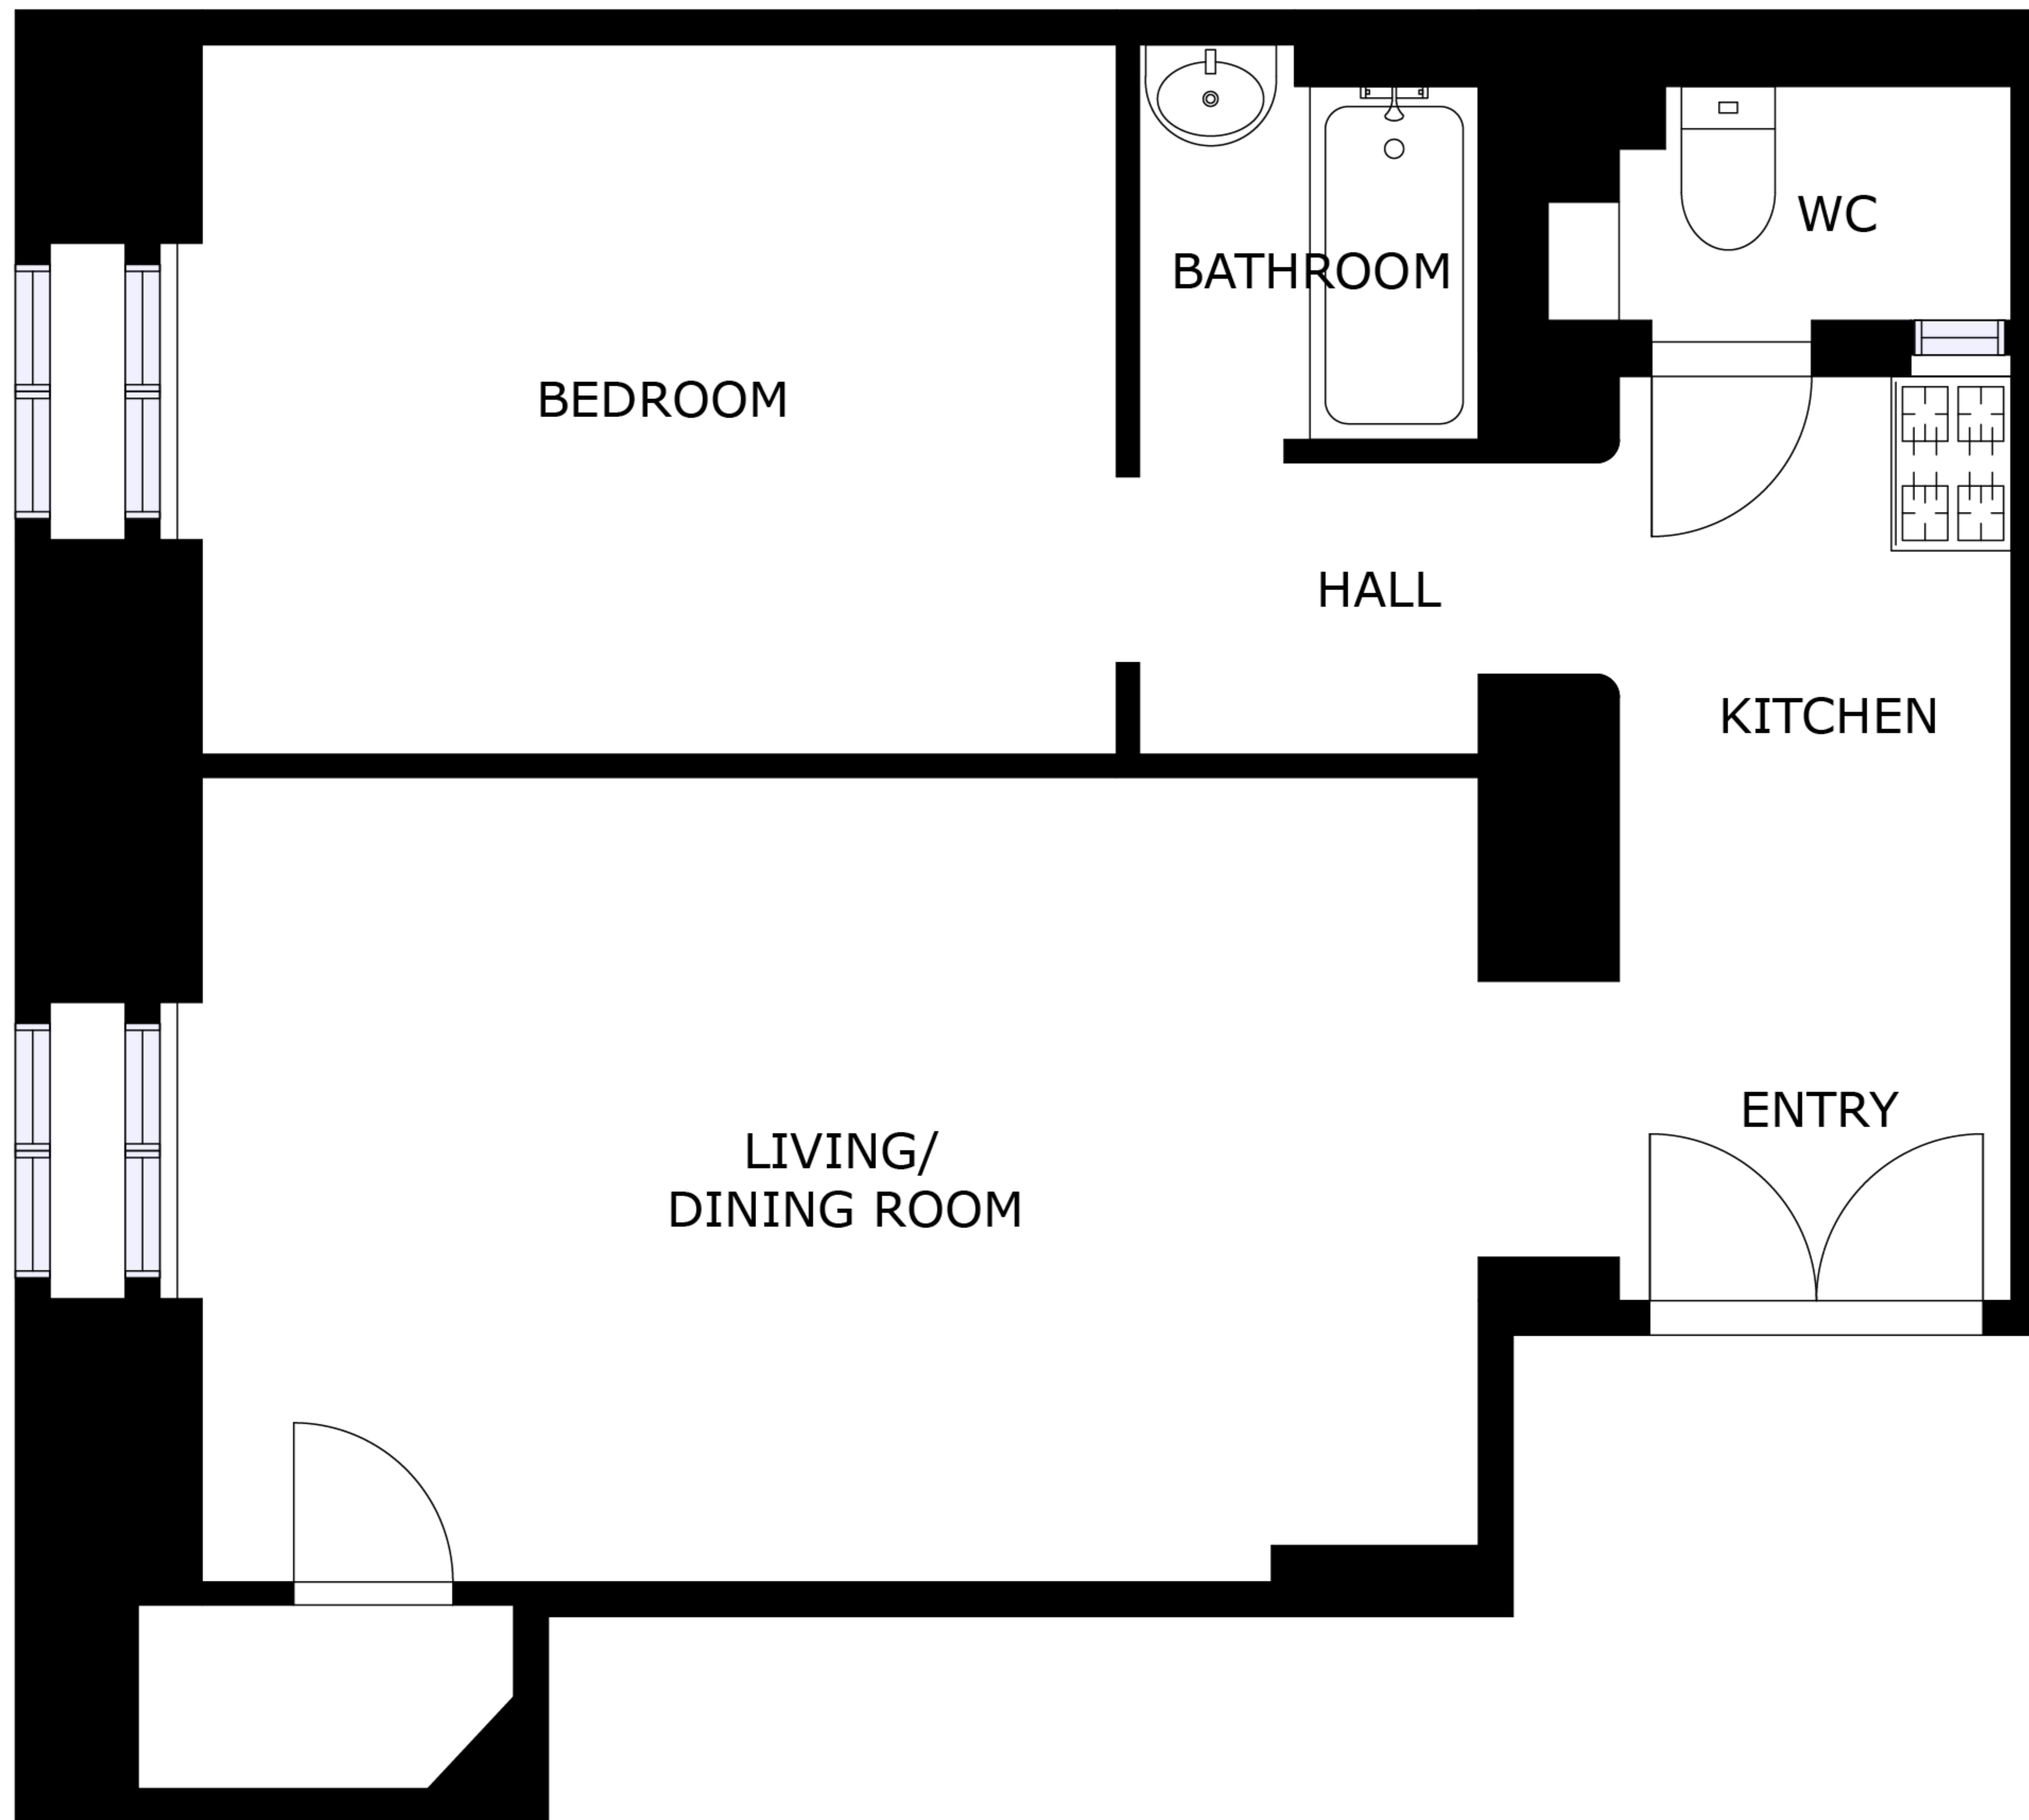 WC
BATHROOM
BEDROOM
HALL
KITCHEN
ENTRY
LIVING/
DINING ROOM